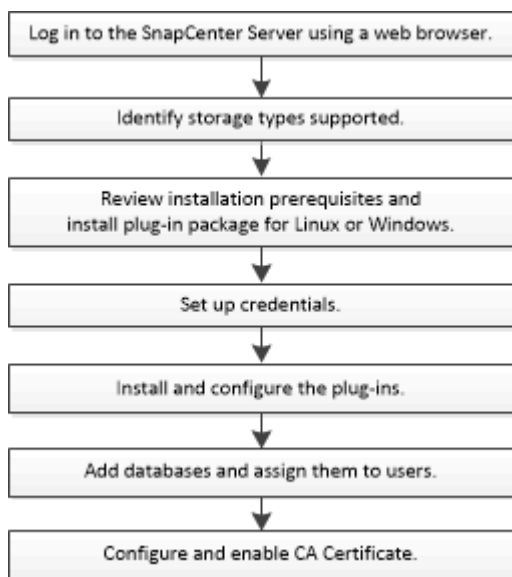 Log in to the SnapCenter Server using a web browser.
Identify storage types supported.
Review installation prerequisites and
install plug-in package for Linux or Windows.
Set up credentials.
Install and configure the plug-ins.
Add databases and assign them to users.
Configure and enable CA Certificate.